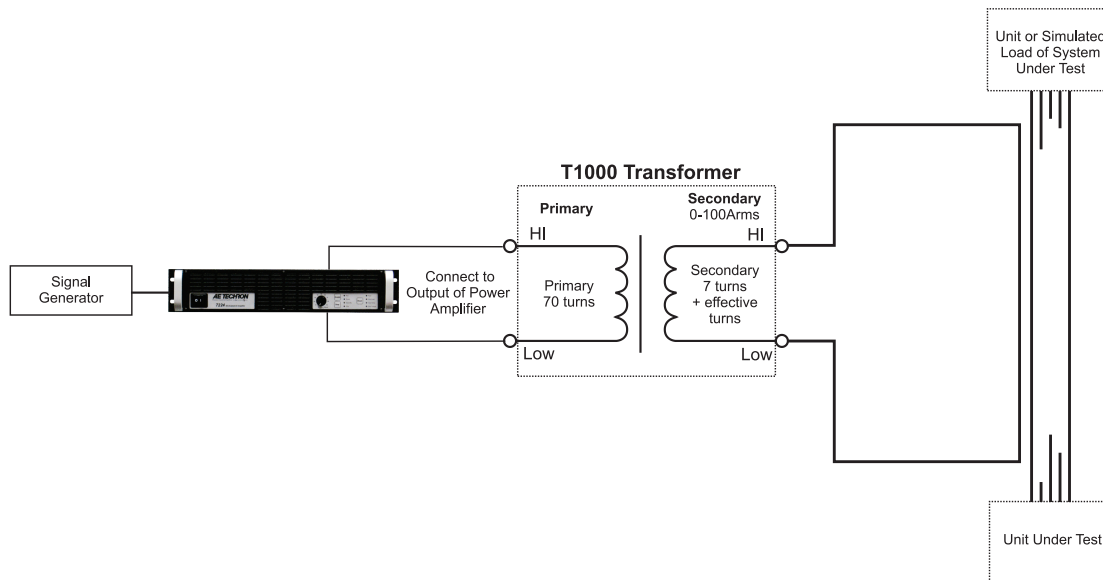 Unit or Simulated
Load of System
Under Test
T1000 Transformer
Primary
Secondary
0-100Arms
HI
HI
Signal
Generator
AE TECHRON
7224
Connect to
Output of Power
Amplifier
Primary
70 turns
Secondary
7 turns
+ effective
turns
Low
Low
Unit Under Test